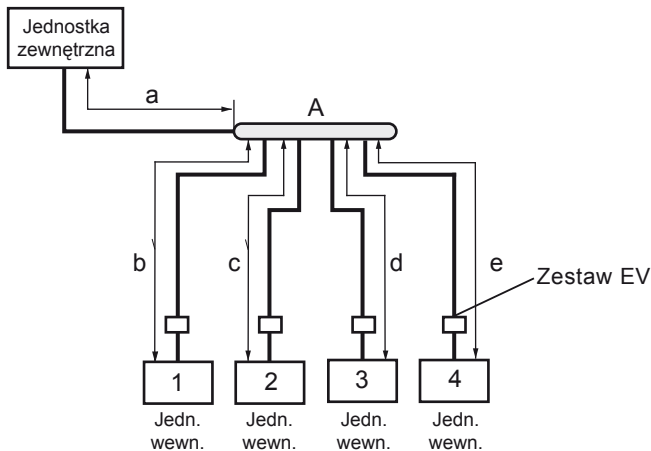 Jednostka
zewnętrzna
a
A
b
c
d
e
Zestaw EV
1
2
3
4
Jedn.
wewn.
Jedn.
wewn.
Jedn.
wewn.
Jedn.
wewn.